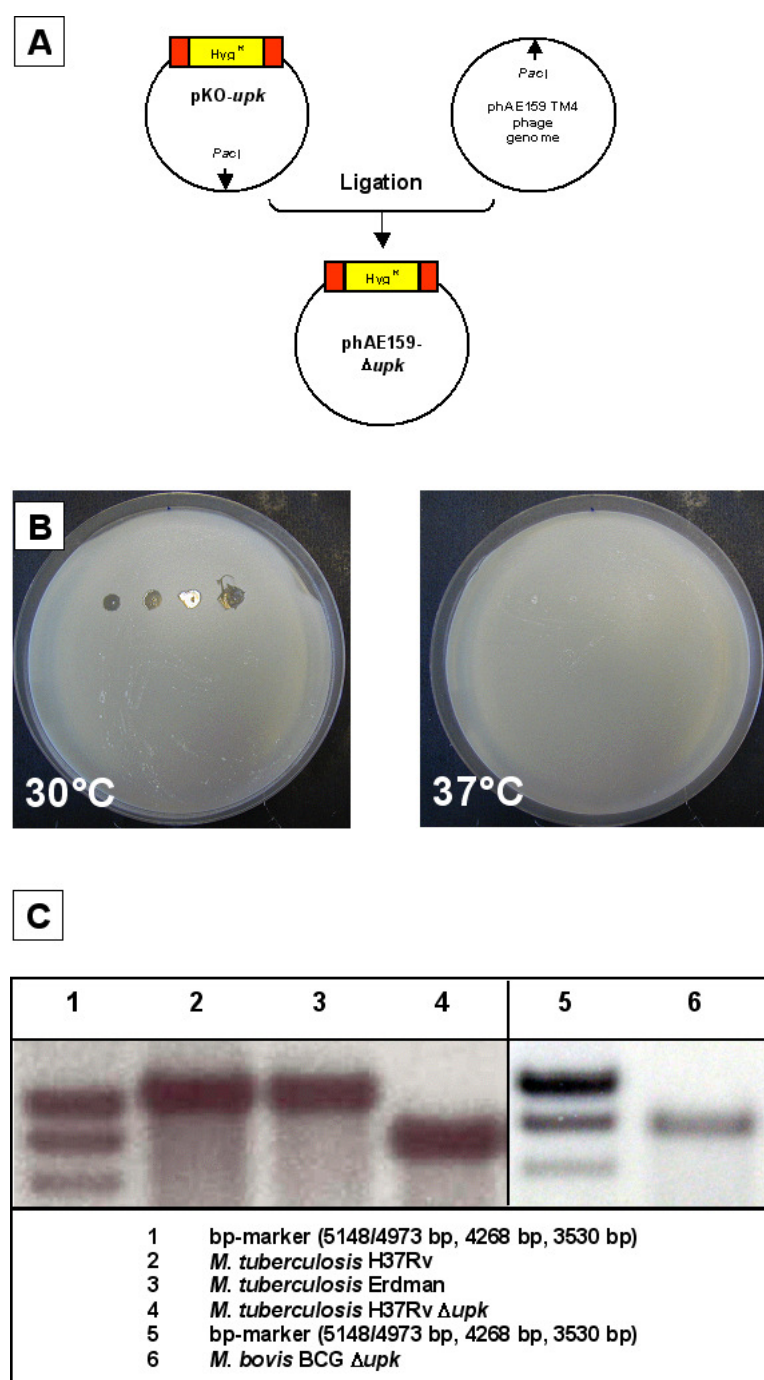 A
Hyg R
pKO-upk
PacI
PacI
phAE159 TM4
phage
genome
Ligation
Hyg R
phAE159-
Δupk
B
30°C
37°C
C
1 2 3 4 5 6
1 bp-marker (5148/4973 bp, 4268 bp, 3530 bp)
2 M. tuberculosis H37Rv
3 M. tuberculosis Erdman
4 M. tuberculosis H37Rv Δupk
5 bp-marker (5148/4973 bp, 4268 bp, 3530 bp)
6 M. bovis BCG Δupk